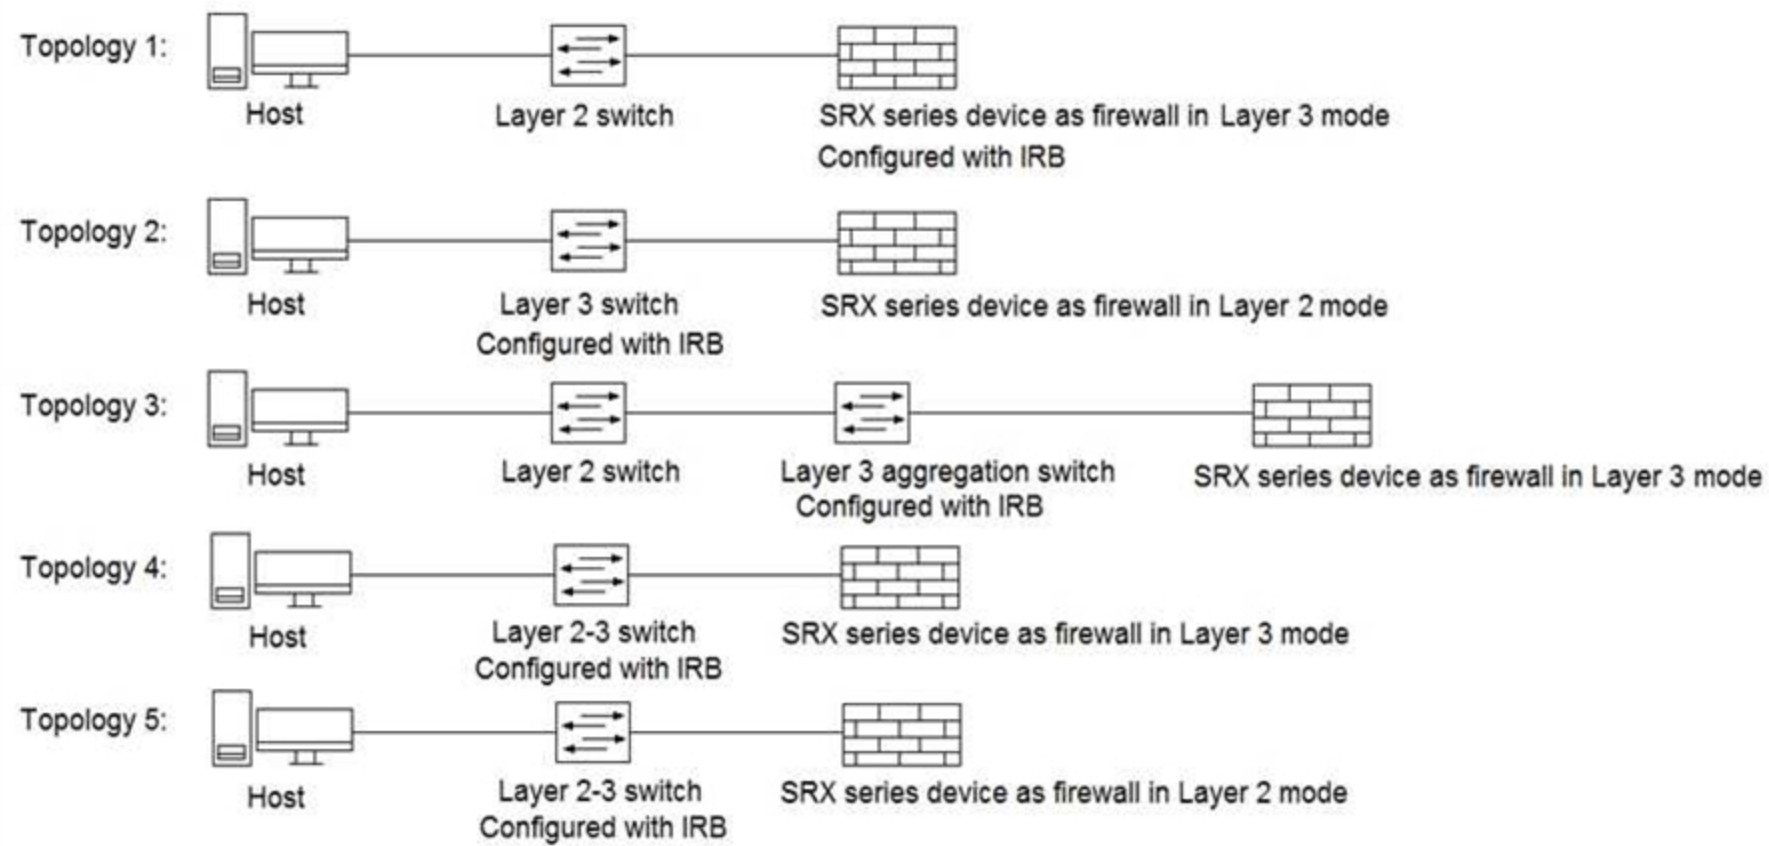 Topology 1:
Host
Layer 2 switch
SRX series device as firewall in Layer 3 mode
Configured with IRB
Topology 2:
Host
Layer 3 switch
Configured with IRB
SRX series device as firewall in Layer 2 mode
Topology 3:
Host
Layer 2 switch
Layer 3 aggregation switch
Configured with IRB
SRX series device as firewall in Layer 3 mode
Topology 4:
Host
Layer 2-3 switch
Configured with IRB
SRX series device as firewall in Layer 3 mode
Topology 5:
Host
Layer 2-3 switch
Configured with IRB
SRX series device as firewall in Layer 2 mode